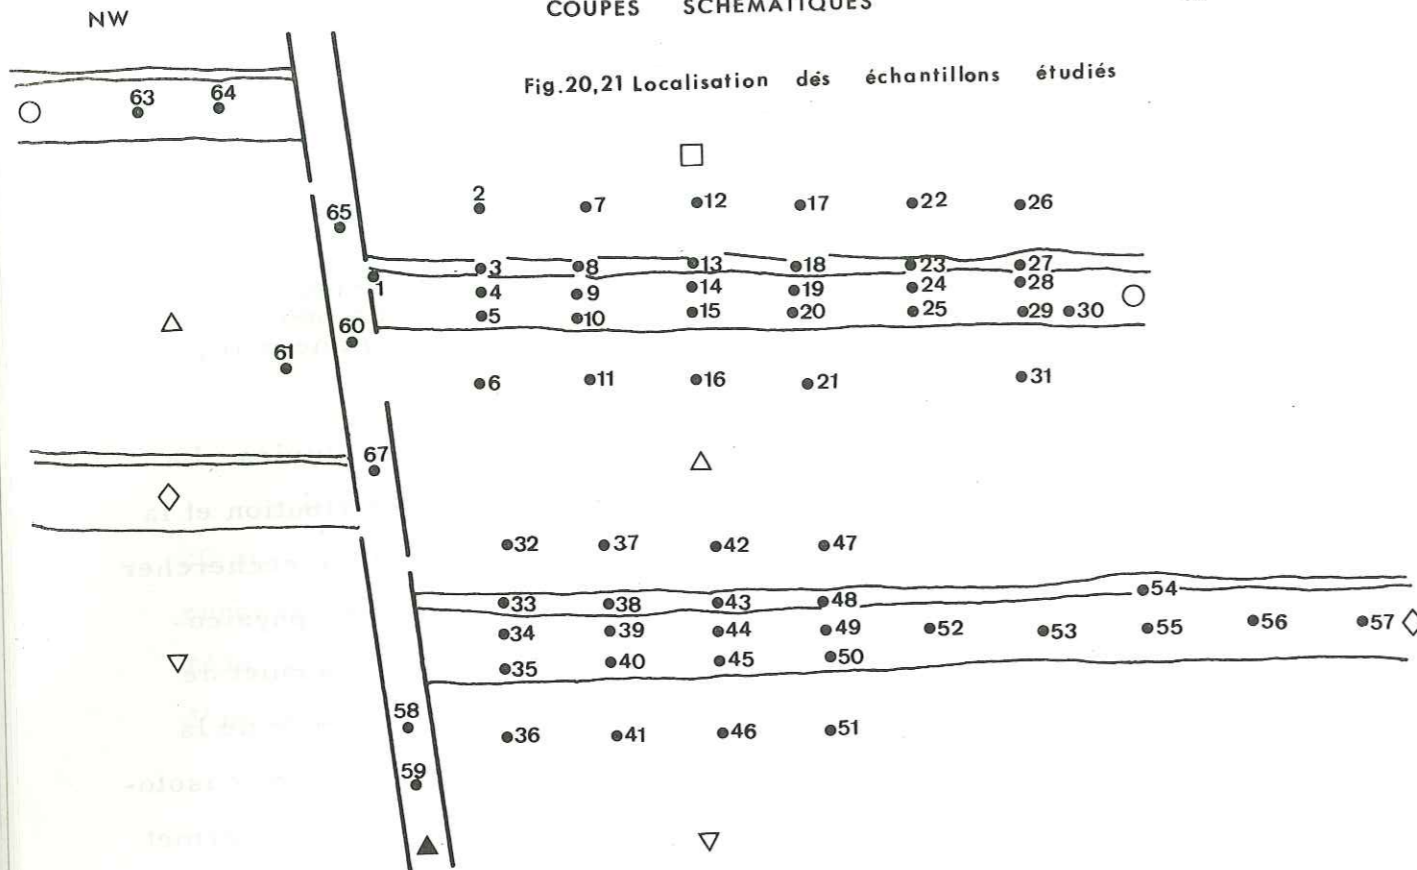 NW
COUPES SCHEMATIQUES
Fig.20,21 Localisation des échantillons étudiés
63 64
2 7 12 17 22 26
65
3 8 13 18 23 27
1 4 9 14 19 24 28
5 10 15 20 25 29 30
60
61
6 11 16 21 31
67
32 37 42 47
54
33 38 43 48
34 39 44 49 52 53 55 56 57
35 40 45 50
58
36 41 46 51
59